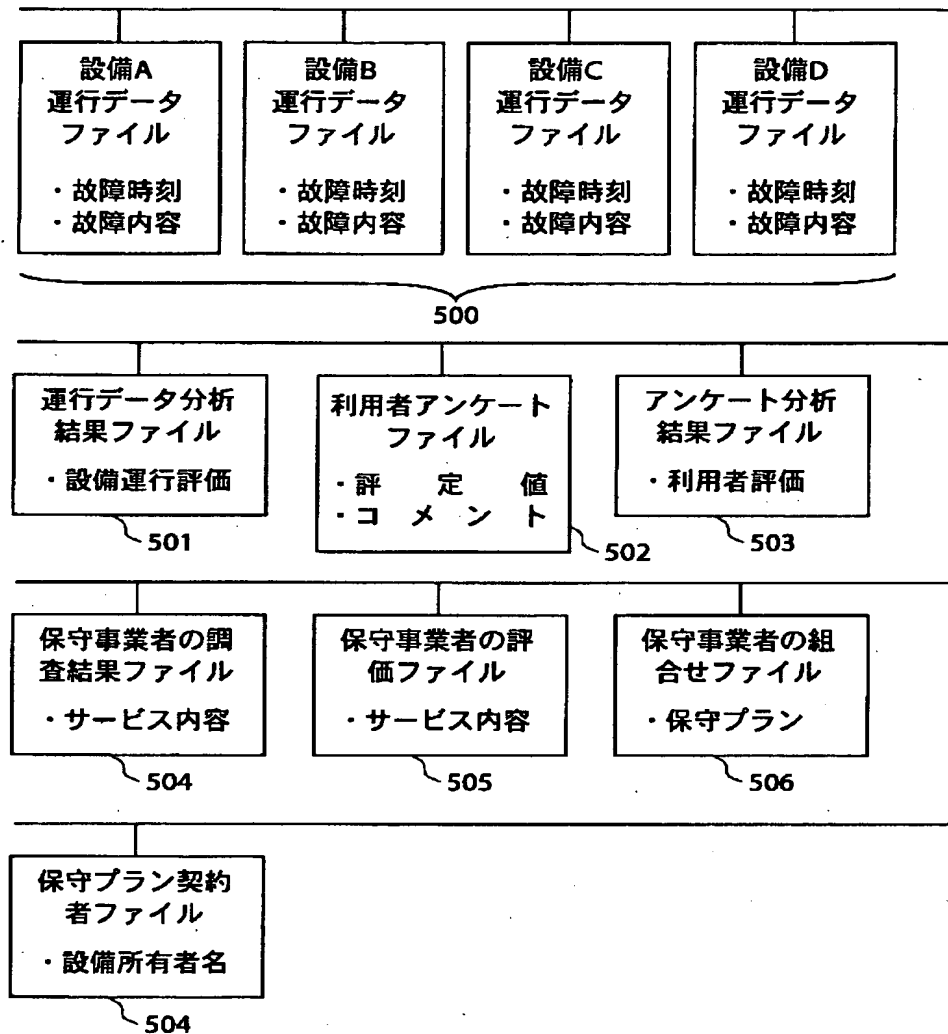 設備A
運行データ
ファイル
・故障時刻
・故障内容
設備B
運行データ
ファイル
・故障時刻
・故障内容
設備C
運行データ
ファイル
・故障時刻
・故障内容
設備D
運行データ
ファイル
・故障時刻
・故障内容
500
運行データ分析
結果ファイル
・設備運行評価
501
利用者アンケート
ファイル
・評 定 値
・コ メ ン ト
502
アンケート分析
結果ファイル
・利用者評価
503
保守事業者の調
査結果ファイル
・サービス内容
504
保守事業者の評
価ファイル
・サービス内容
505
保守事業者の組
合せファイル
・保守プラン
506
保守プラン契約
者ファイル
・設備所有者名
504